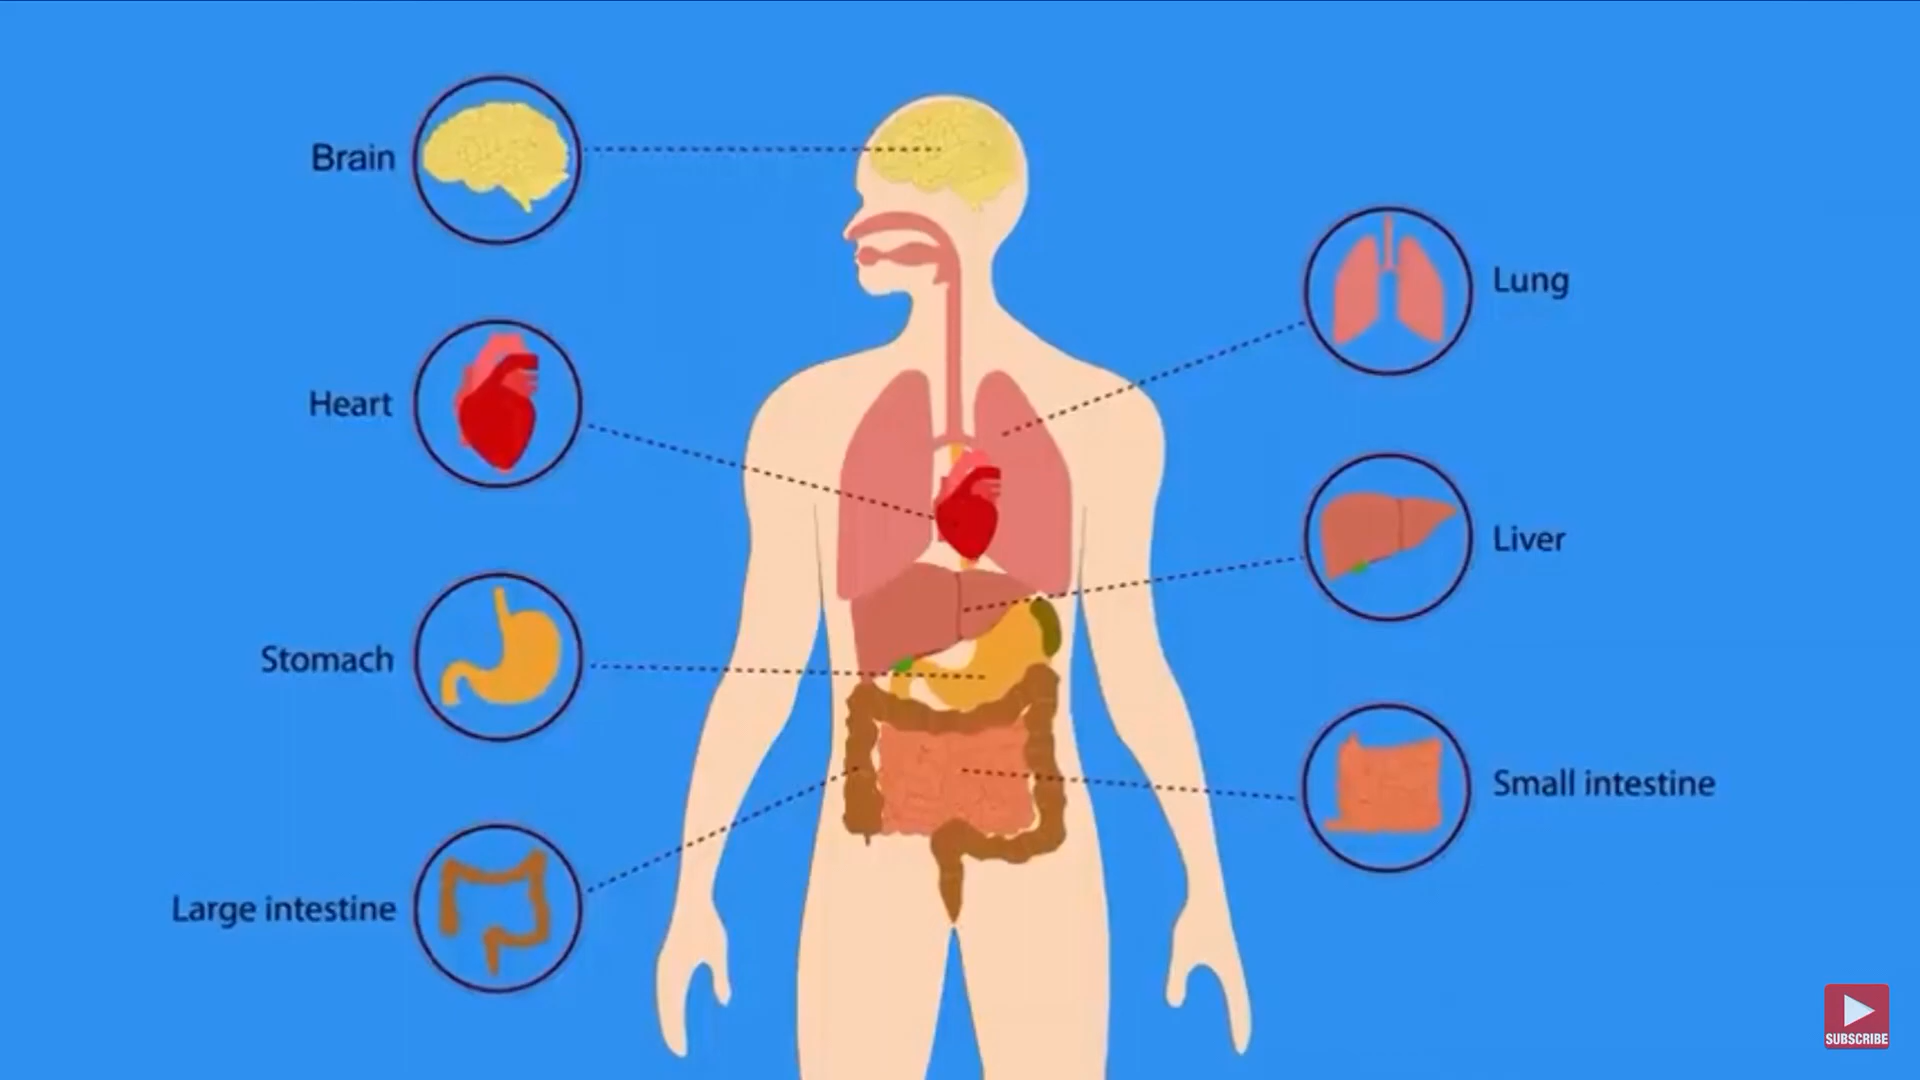 Brain
Lung
Heart
Liver
Stomach
Small intestine
Large intestine
SUBSCRIBE